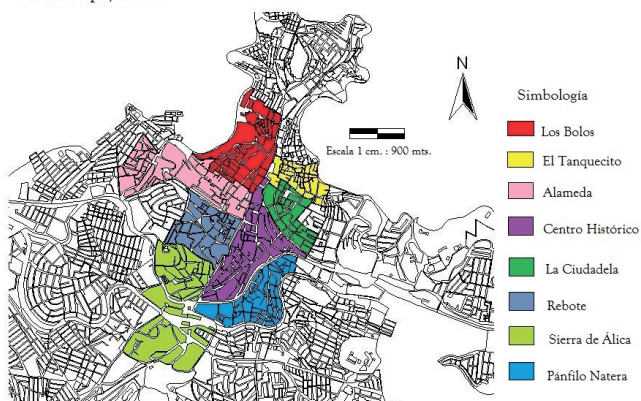 N
Simbología
Escala 1 cm. : 900 mts.
Los Bolos
El Tanquecito
Alameda
Centro Histórico
La Ciudadela
Rebote
Sierra de Álica
Pánfilo Natera